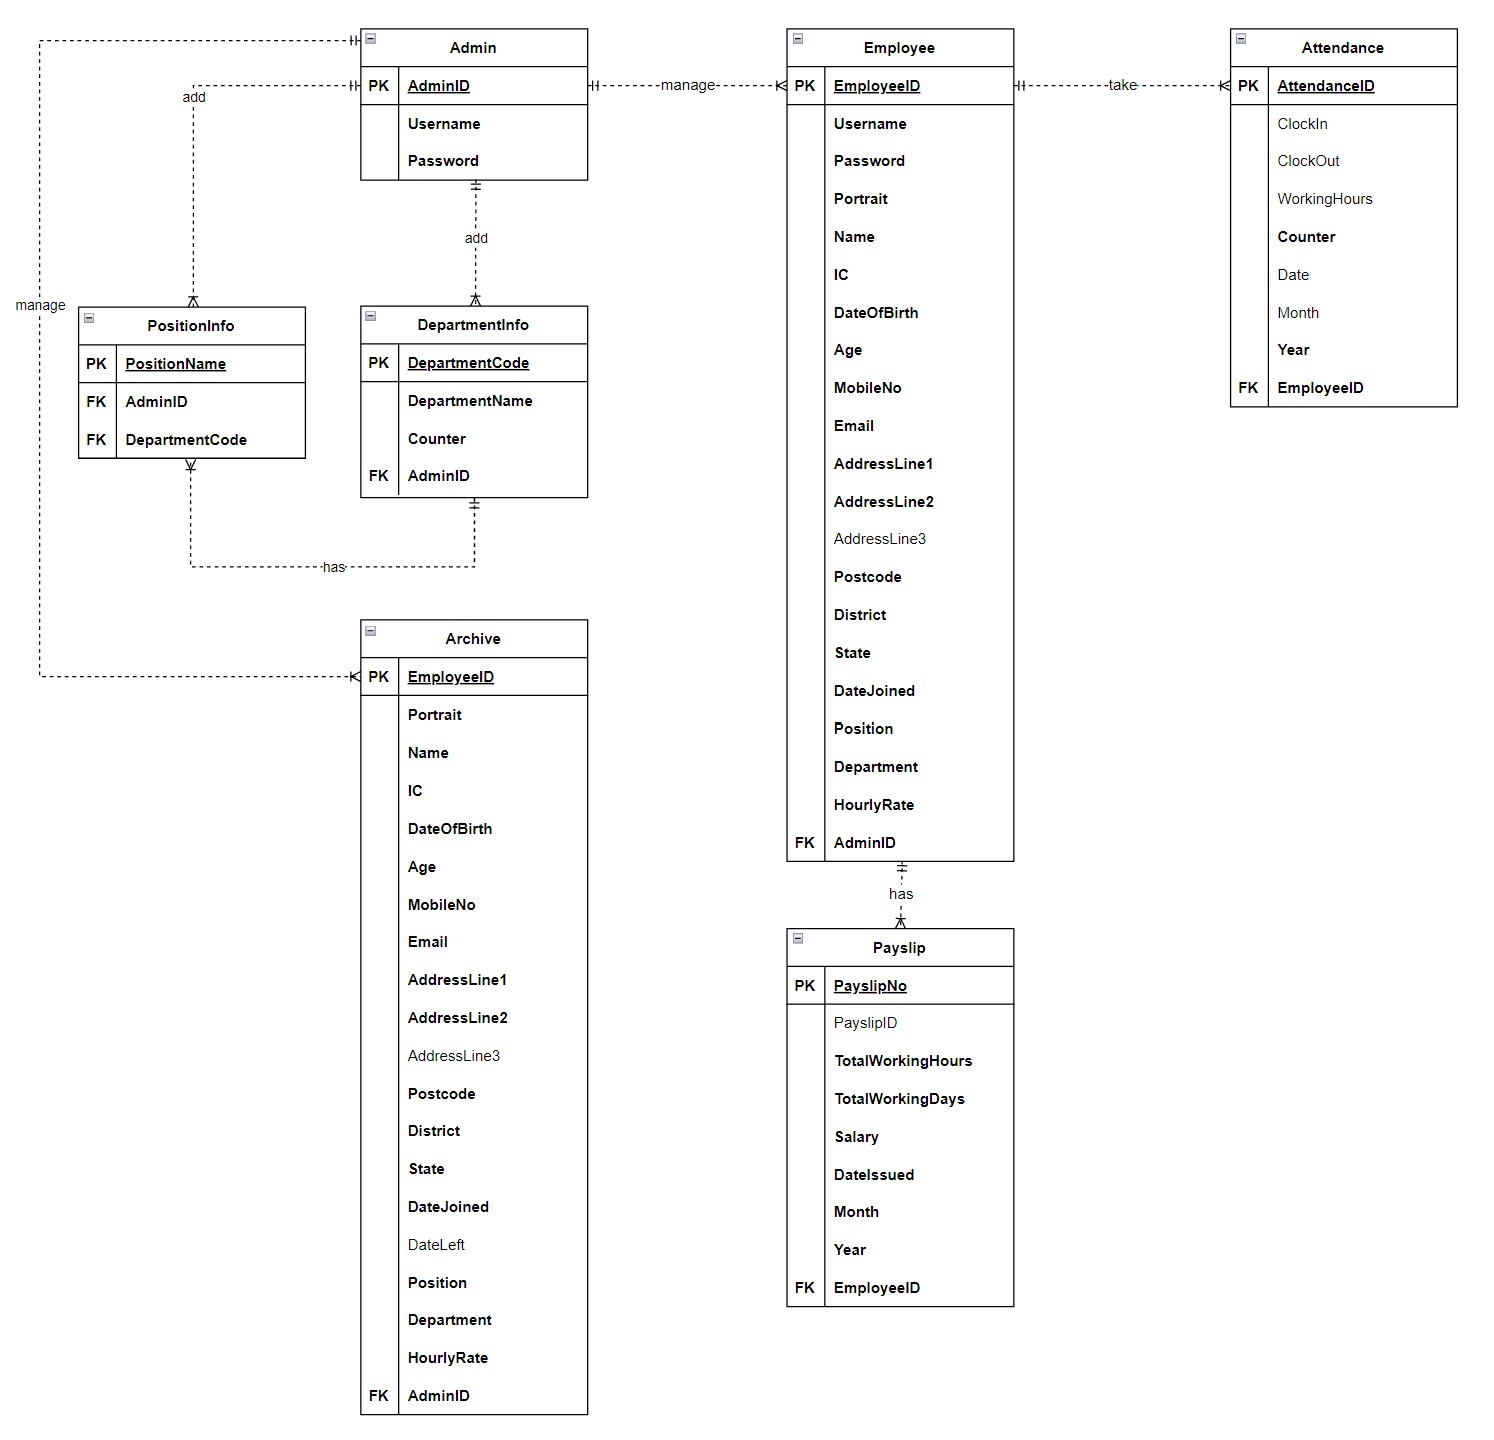 Admin
PK AdminID
Username
Password
manage
Employee
PK EmployeeID
Username
Password
Portrait
Name
IC
DateOfBirth
Age
MobileNo
Email
AddressLine1
AddressLine2
AddressLine3
Postcode
District
State
DateJoined
Position
Department
HourlyRate
FK AdminID
take
Attendance
PK AttendanceID
ClockIn
ClockOut
WorkingHours
Counter
Date
Month
Year
FK EmployeeID
add
add
manage
PositionInfo
PK PositionName
FK AdminID
FK DepartmentCode
DepartmentInfo
PK DepartmentCode
DepartmentName
Counter
FK AdminID
has
Archive
PK EmployeeID
Portrait
Name
IC
DateOfBirth
Age
MobileNo
Email
AddressLine1
AddressLine2
AddressLine3
Postcode
District
State
DateJoined
DateLeft
Position
Department
HourlyRate
FK AdminID
has
Payslip
PK PayslipNo
PayslipID
TotalWorkingHours
TotalWorkingDays
Salary
DateIssued
Month
Year
FK EmployeeID